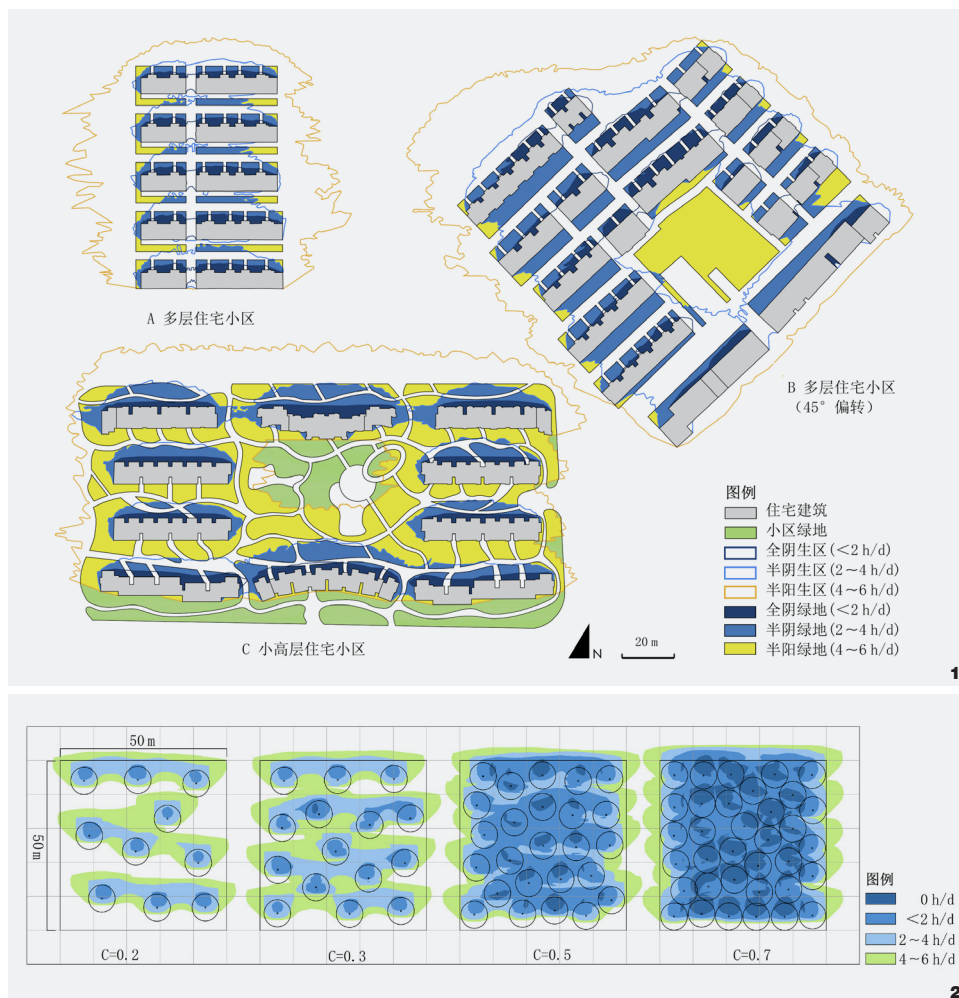 A 多层住宅小区
B 多层住宅小区
（45° 偏转）
C 小高层住宅小区
N
20 m
图例
住宅建筑
小区绿地
全阴生区(<2 h/d)
半阴生区(2～4 h/d)
半阳生区(4～6 h/d)
全阴绿地(<2 h/d)
半阴绿地(2～4 h/d)
半阳绿地(4～6 h/d)
1
50 m
50 m
C=0.2
C=0.3
C=0.5
C=0.7
图例
0 h/d
<2 h/d
2～4 h/d
4～6 h/d
2